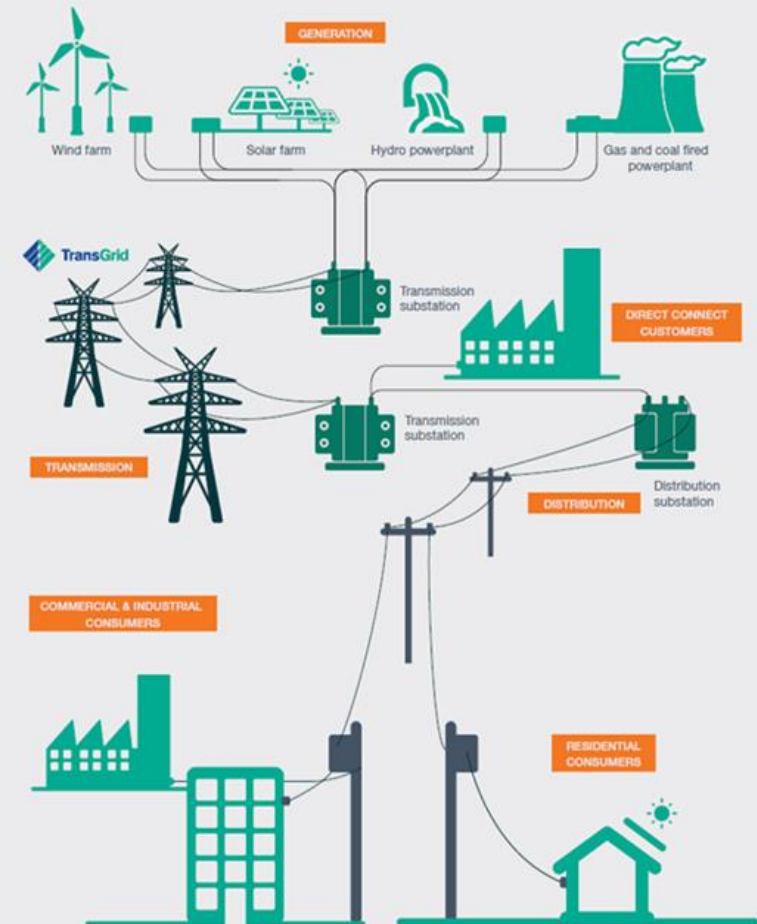 GENERATION
Wind farm
Solar farm
Hydro powerplant
Gas and coal fired
powerplant
TransGrid
Transmission
substation
DIRECT CONNECT
CUSTOMERS
Transmission
substation
TRANSMISSION
DISTRIBUTION
Distribution
substation
COMMERCIAL & INDUSTRIAL
CONSUMERS
RESIDENTIAL
CONSUMERS